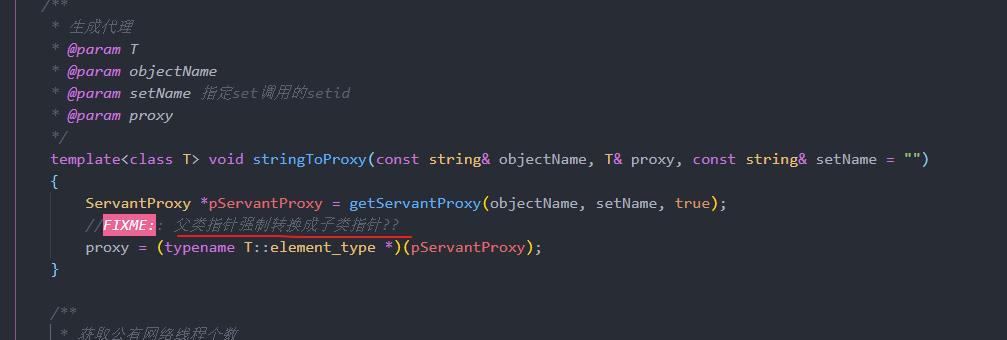 /**
* 生成代理
* @param T
* @param objectName
* @param setName 指定set调用的setid
* @param proxy
*/
template<class T> void stringToProxy(const string& objectName, T& proxy, const string& setName = "")
{
ServantProxy *pServantProxy = getServantProxy(objectName, setName, true);
//FIXME:: 父类指针强制转换成子类指针??
proxy = (typename T::element_type *)(pServantProxy);
}
/**
* 获取公有网络线程个数